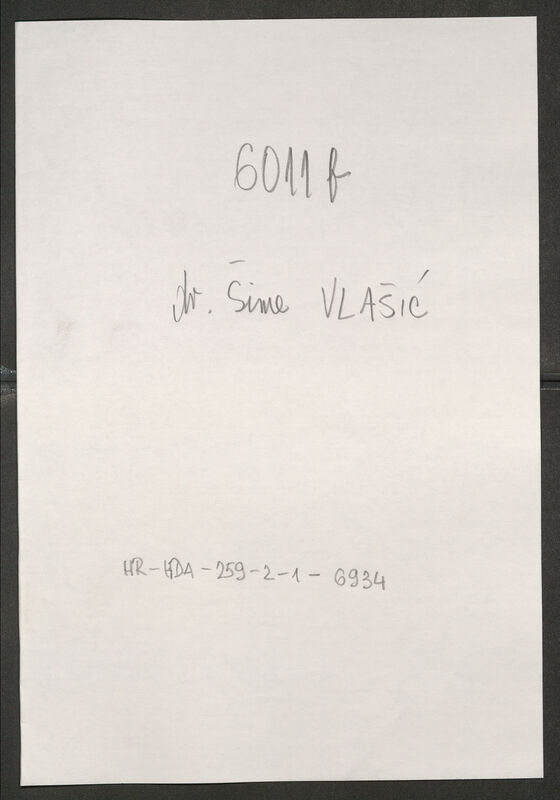 6011 f
dr. Šime VLAŠIĆ
HR-HDA-259-2-1- 6934